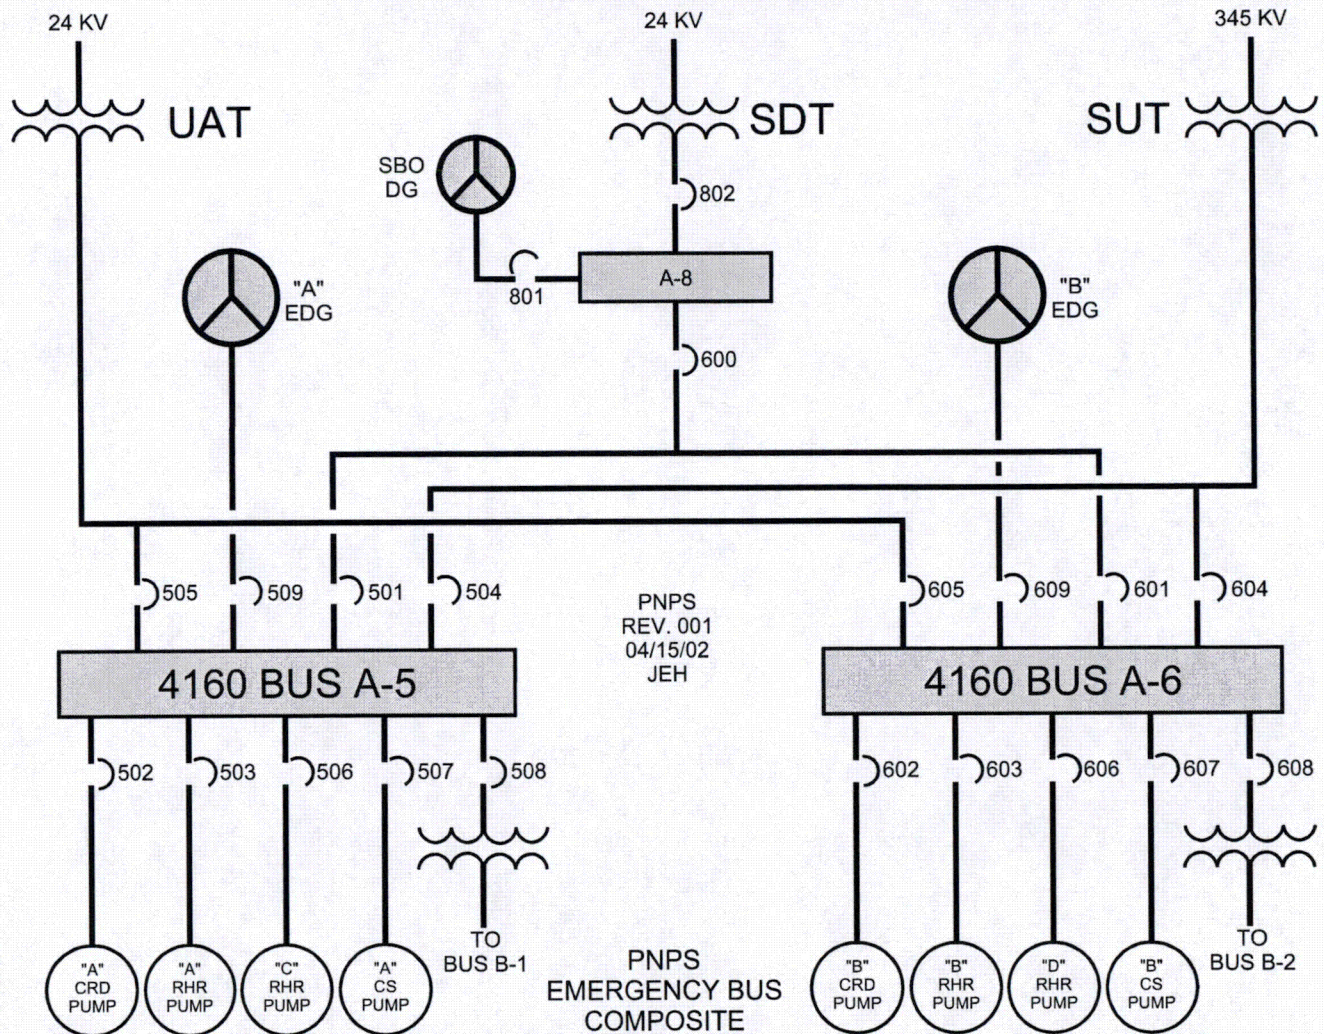 24 KV
24 KV
345 KV
UAT
SDT
SUT
SBO
DG
802
"A"
EDG
801
A-8
"B"
EDG
600
505
509
501
504
PNPS
REV. 001
04/15/02
JEH
605
609
601
604
4160 BUS A-5
4160 BUS A-6
502
503
506
507
508
602
603
606
607
608
"A"
CRD
PUMP
"A"
RHR
PUMP
"C"
RHR
PUMP
"A"
CS
PUMP
TO
BUS B-1
PNPS
EMERGENCY BUS
COMPOSITE
"B"
CRD
PUMP
"B"
RHR
PUMP
"D"
RHR
PUMP
"B"
CS
PUMP
TO
BUS B-2